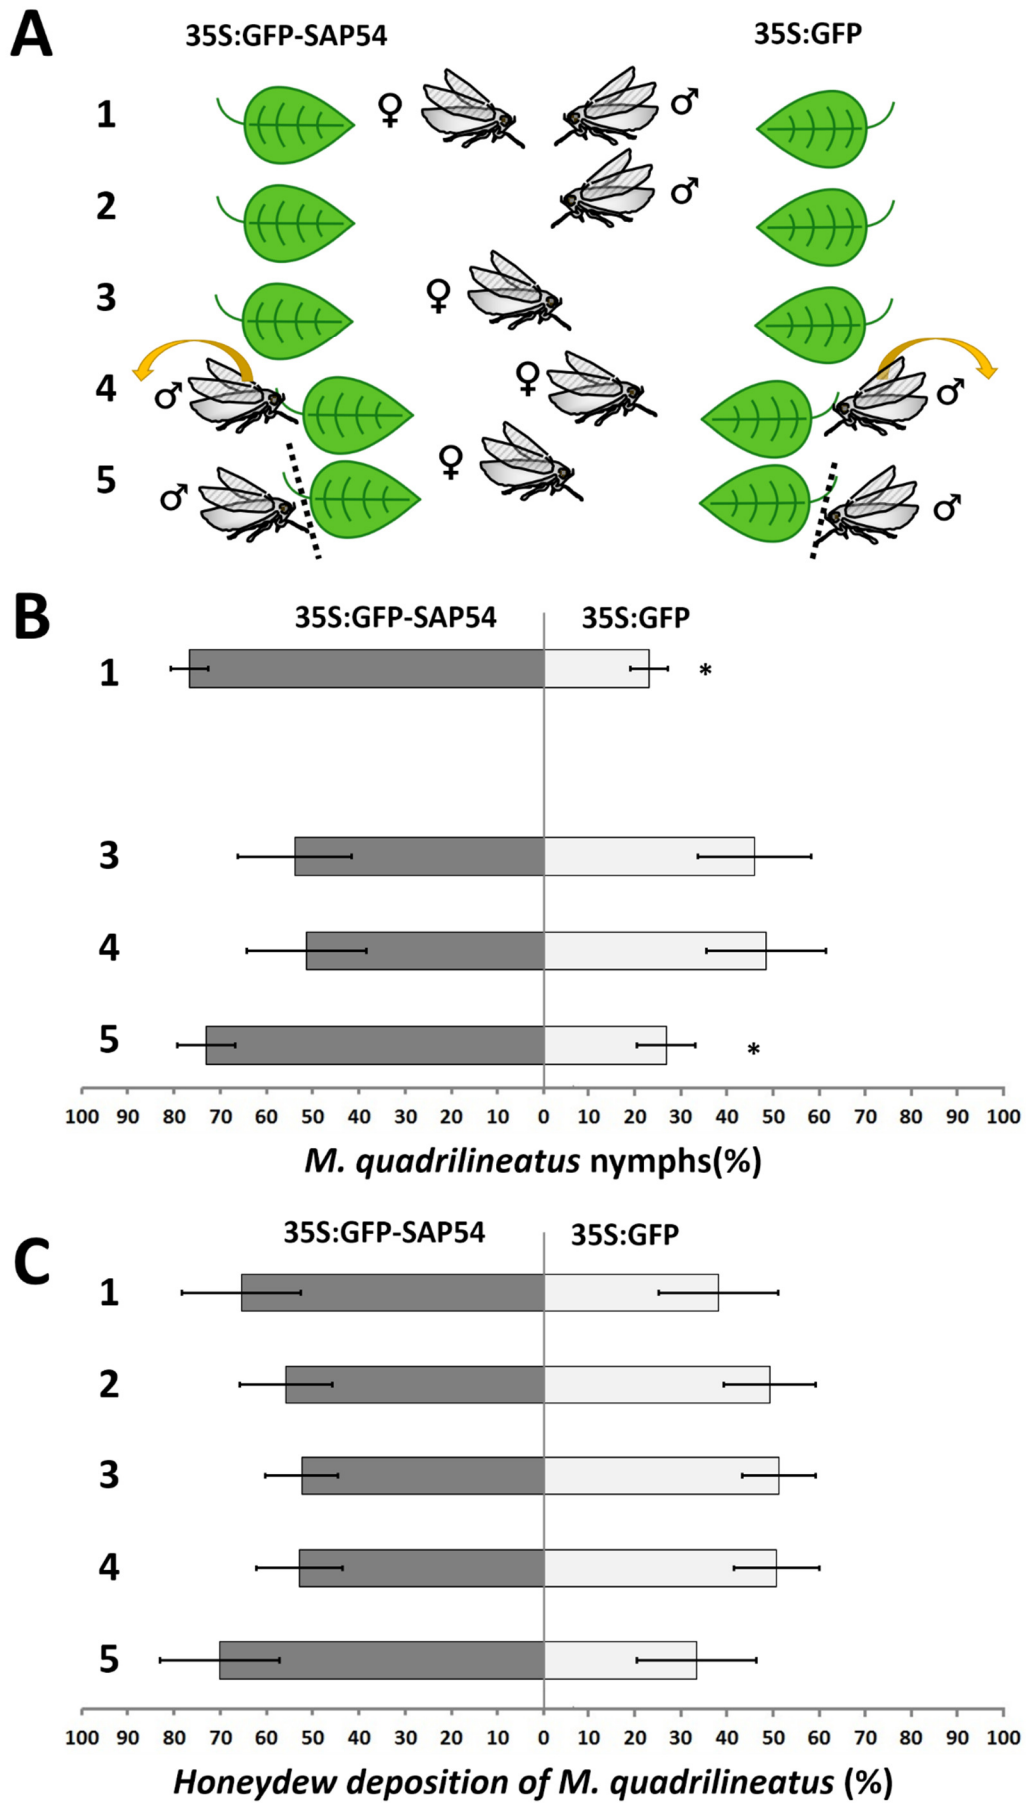 A
35S:GFP-SAP54 35S:GFP
1 ♀ ♂
2 ♂
3 ♀
4 ♂ ♀ ♂
5 ♂ ♀ ♂
B
35S:GFP-SAP54 35S:GFP
1 *
3
4
5 *
100 90 80 70 60 50 40 30 20 10 0 10 20 30 40 50 60 70 80 90 100
M. quadrilineatus nymphs(%)
C
35S:GFP-SAP54 35S:GFP
1
2
3
4
5
100 90 80 70 60 50 40 30 20 10 0 10 20 30 40 50 60 70 80 90 100
Honeydew deposition of M. quadrilineatus (%)